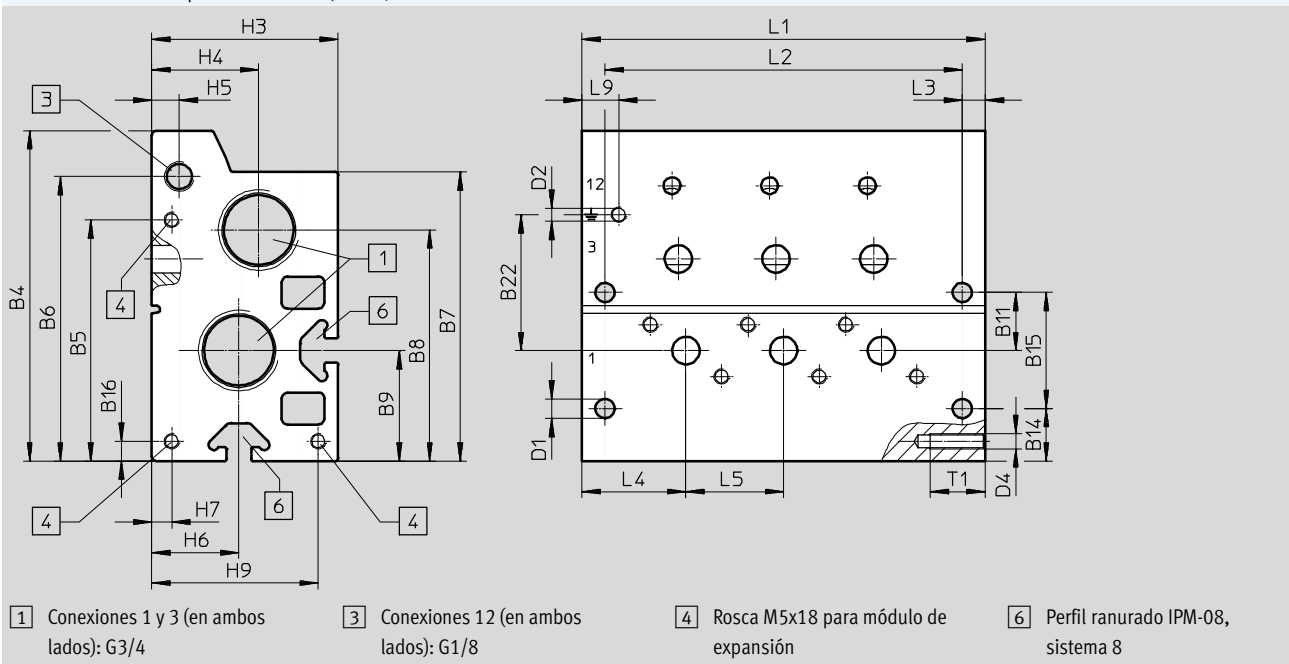 H3
H4
H5
3
B4
B6
B5
B16
4
1
6
B7
B8
B9
4
H7
6
4
H6
H9
L1
L2
L9
L3
D2
12
3
B22
1
D1
B11
B15
B14
L4
L5
T1
D4
1 Conexiones 1 y 3 (en ambos
lados): G3/4
3 Conexiones 12 (en ambos
lados): G1/8
4 Rosca M5x18 para módulo de
expansión
6 Perfil ranurado IPM-08,
sistema 8